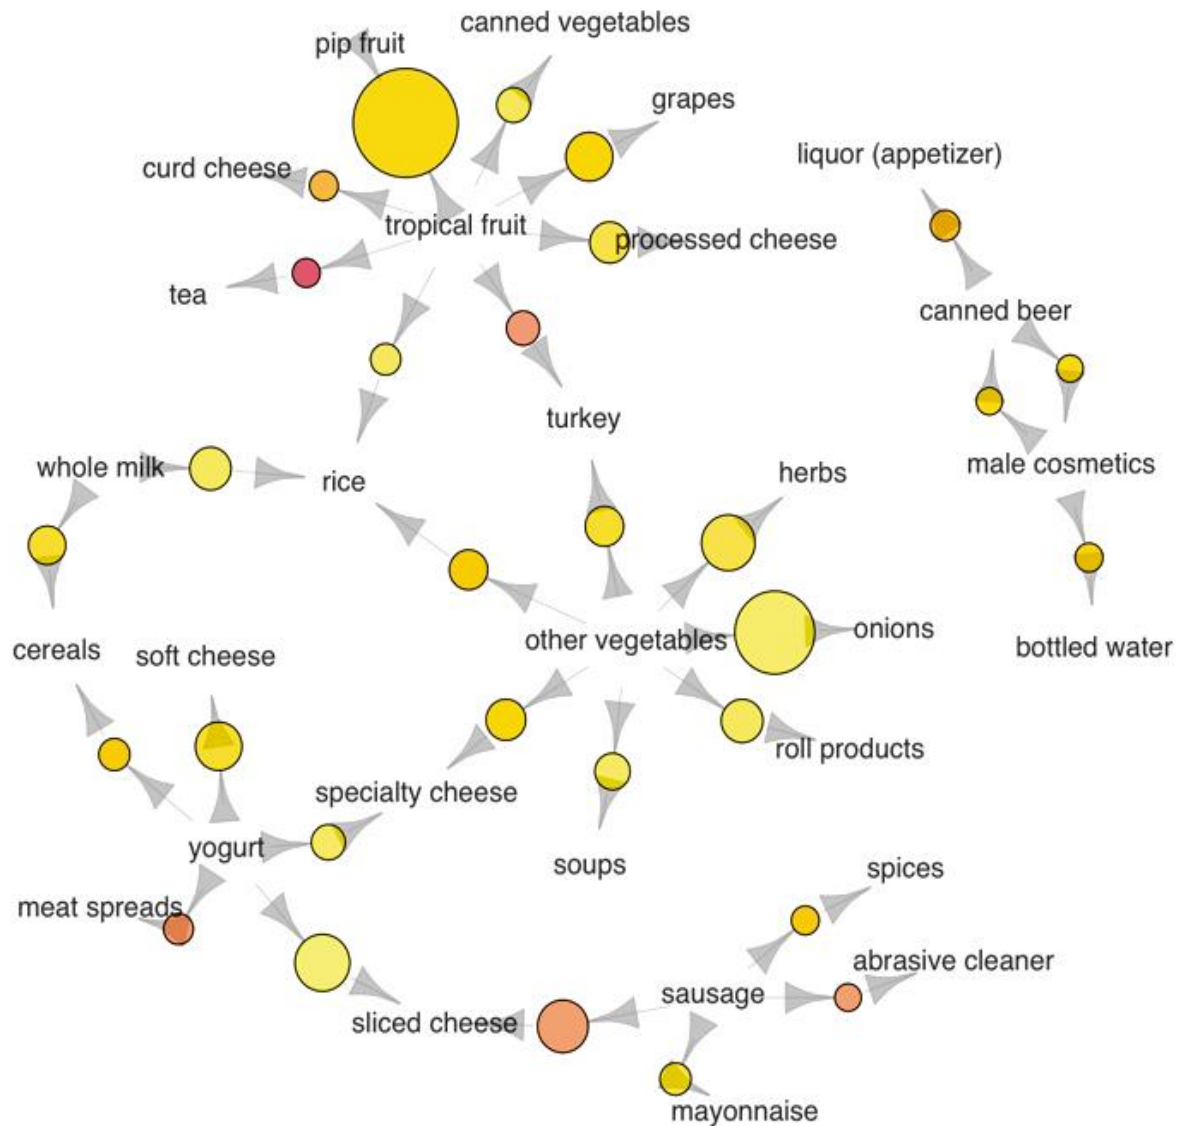 canned vegetables
pip fruit
grapes
liquor (appetizer)
curd cheese
tropical fruit
processed cheese
tea
canned beer
turkey
whole milk
rice
herbs
male cosmetics
other vegetables
onions
cereals
soft cheese
bottled water
roll products
specialty cheese
yogurt
soups
spices
meat spreads
abrasive cleaner
sausage
sliced cheese
mayonnaise